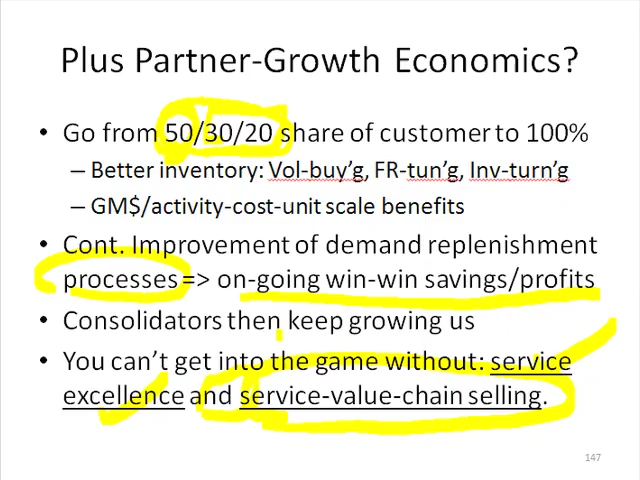 Plus Partner-Growth Economics?
• Go from 50/30/20 share of customer to 100%
– Better inventory: Vol-buy'g, FR-tun'g, Inv-turn'g
– GM$/activity-cost-unit scale benefits
• Cont. Improvement of demand replenishment
processes => on-going win-win savings/profits
• Consolidators then keep growing us
• You can't get into the game without: service
excellence and service-value-chain selling.
147